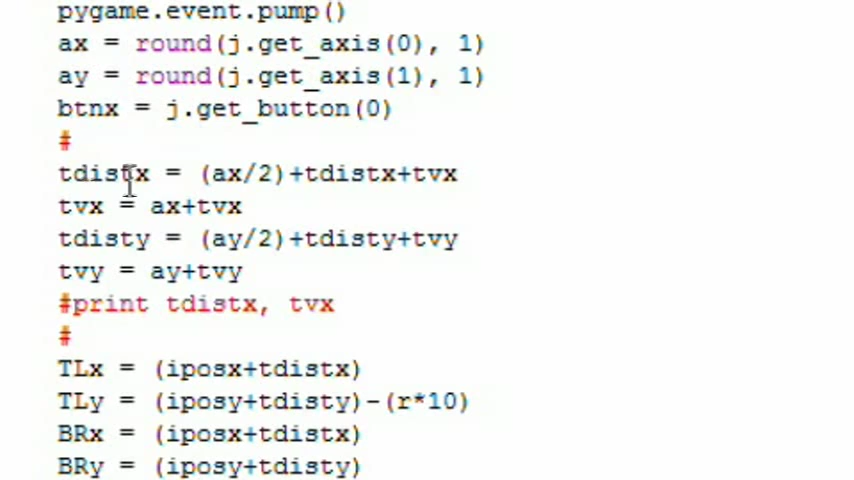 pygame.event.pump()
ax = round(j.get_axis(0), 1)
ay = round(j.get_axis(1), 1)
btnx = j.get_button(0)
#
tdistx = (ax/2)+tdistx+tvx
tvx = ax+tvx
tdisty = (ay/2)+tdisty+tvy
tvy = ay+tvy
#print tdistx, tvx
#
TLx = (iposx+tdistx)
TLy = (iposy+tdisty)-(r*10)
BRx = (iposx+tdistx)
BRy = (iposy+tdisty)